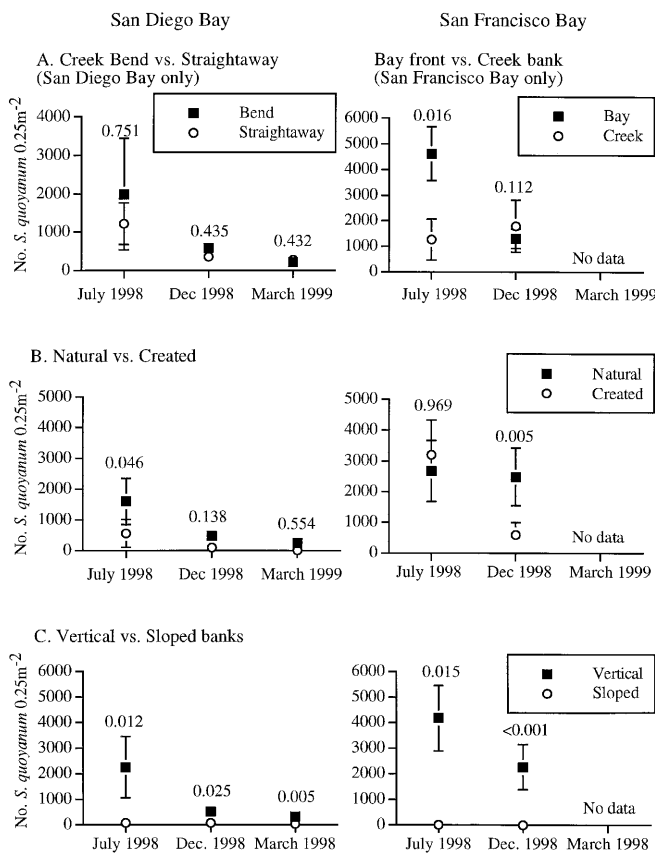 San Diego Bay
San Francisco Bay
A. Creek Bend vs. Straightaway
(San Diego Bay only)
Bay front vs. Creek bank
(San Francisco Bay only)
No. S. quoyanum 0.25m-2
4000
3000
2000
1000
0
0.751
0.435
0.432
Bend
Straightaway
July 1998
Dec 1998
March 1999
6000
5000
4000
3000
2000
1000
0
0.016
0.112
Bay
Creek
No data
July 1998
Dec 1998
March 1999
B. Natural vs. Created
No. S. quoyanum 0.25m-2
5000
4000
3000
2000
1000
0
0.046
0.138
0.554
July 1998
Dec 1998
March 1999
5000
4000
3000
2000
1000
0
0.969
0.005
Natural
Created
No data
July 1998
Dec 1998
March 1999
C. Vertical vs. Sloped banks
No. S. quoyanum 0.25m-2
6000
5000
4000
3000
2000
1000
0
0.012
0.025
0.005
July 1998
Dec. 1998
March 1998
6000
5000
4000
3000
2000
1000
0
0.015
<0.001
Vertical
Sloped
No data
July 1998
Dec. 1998
March 1998